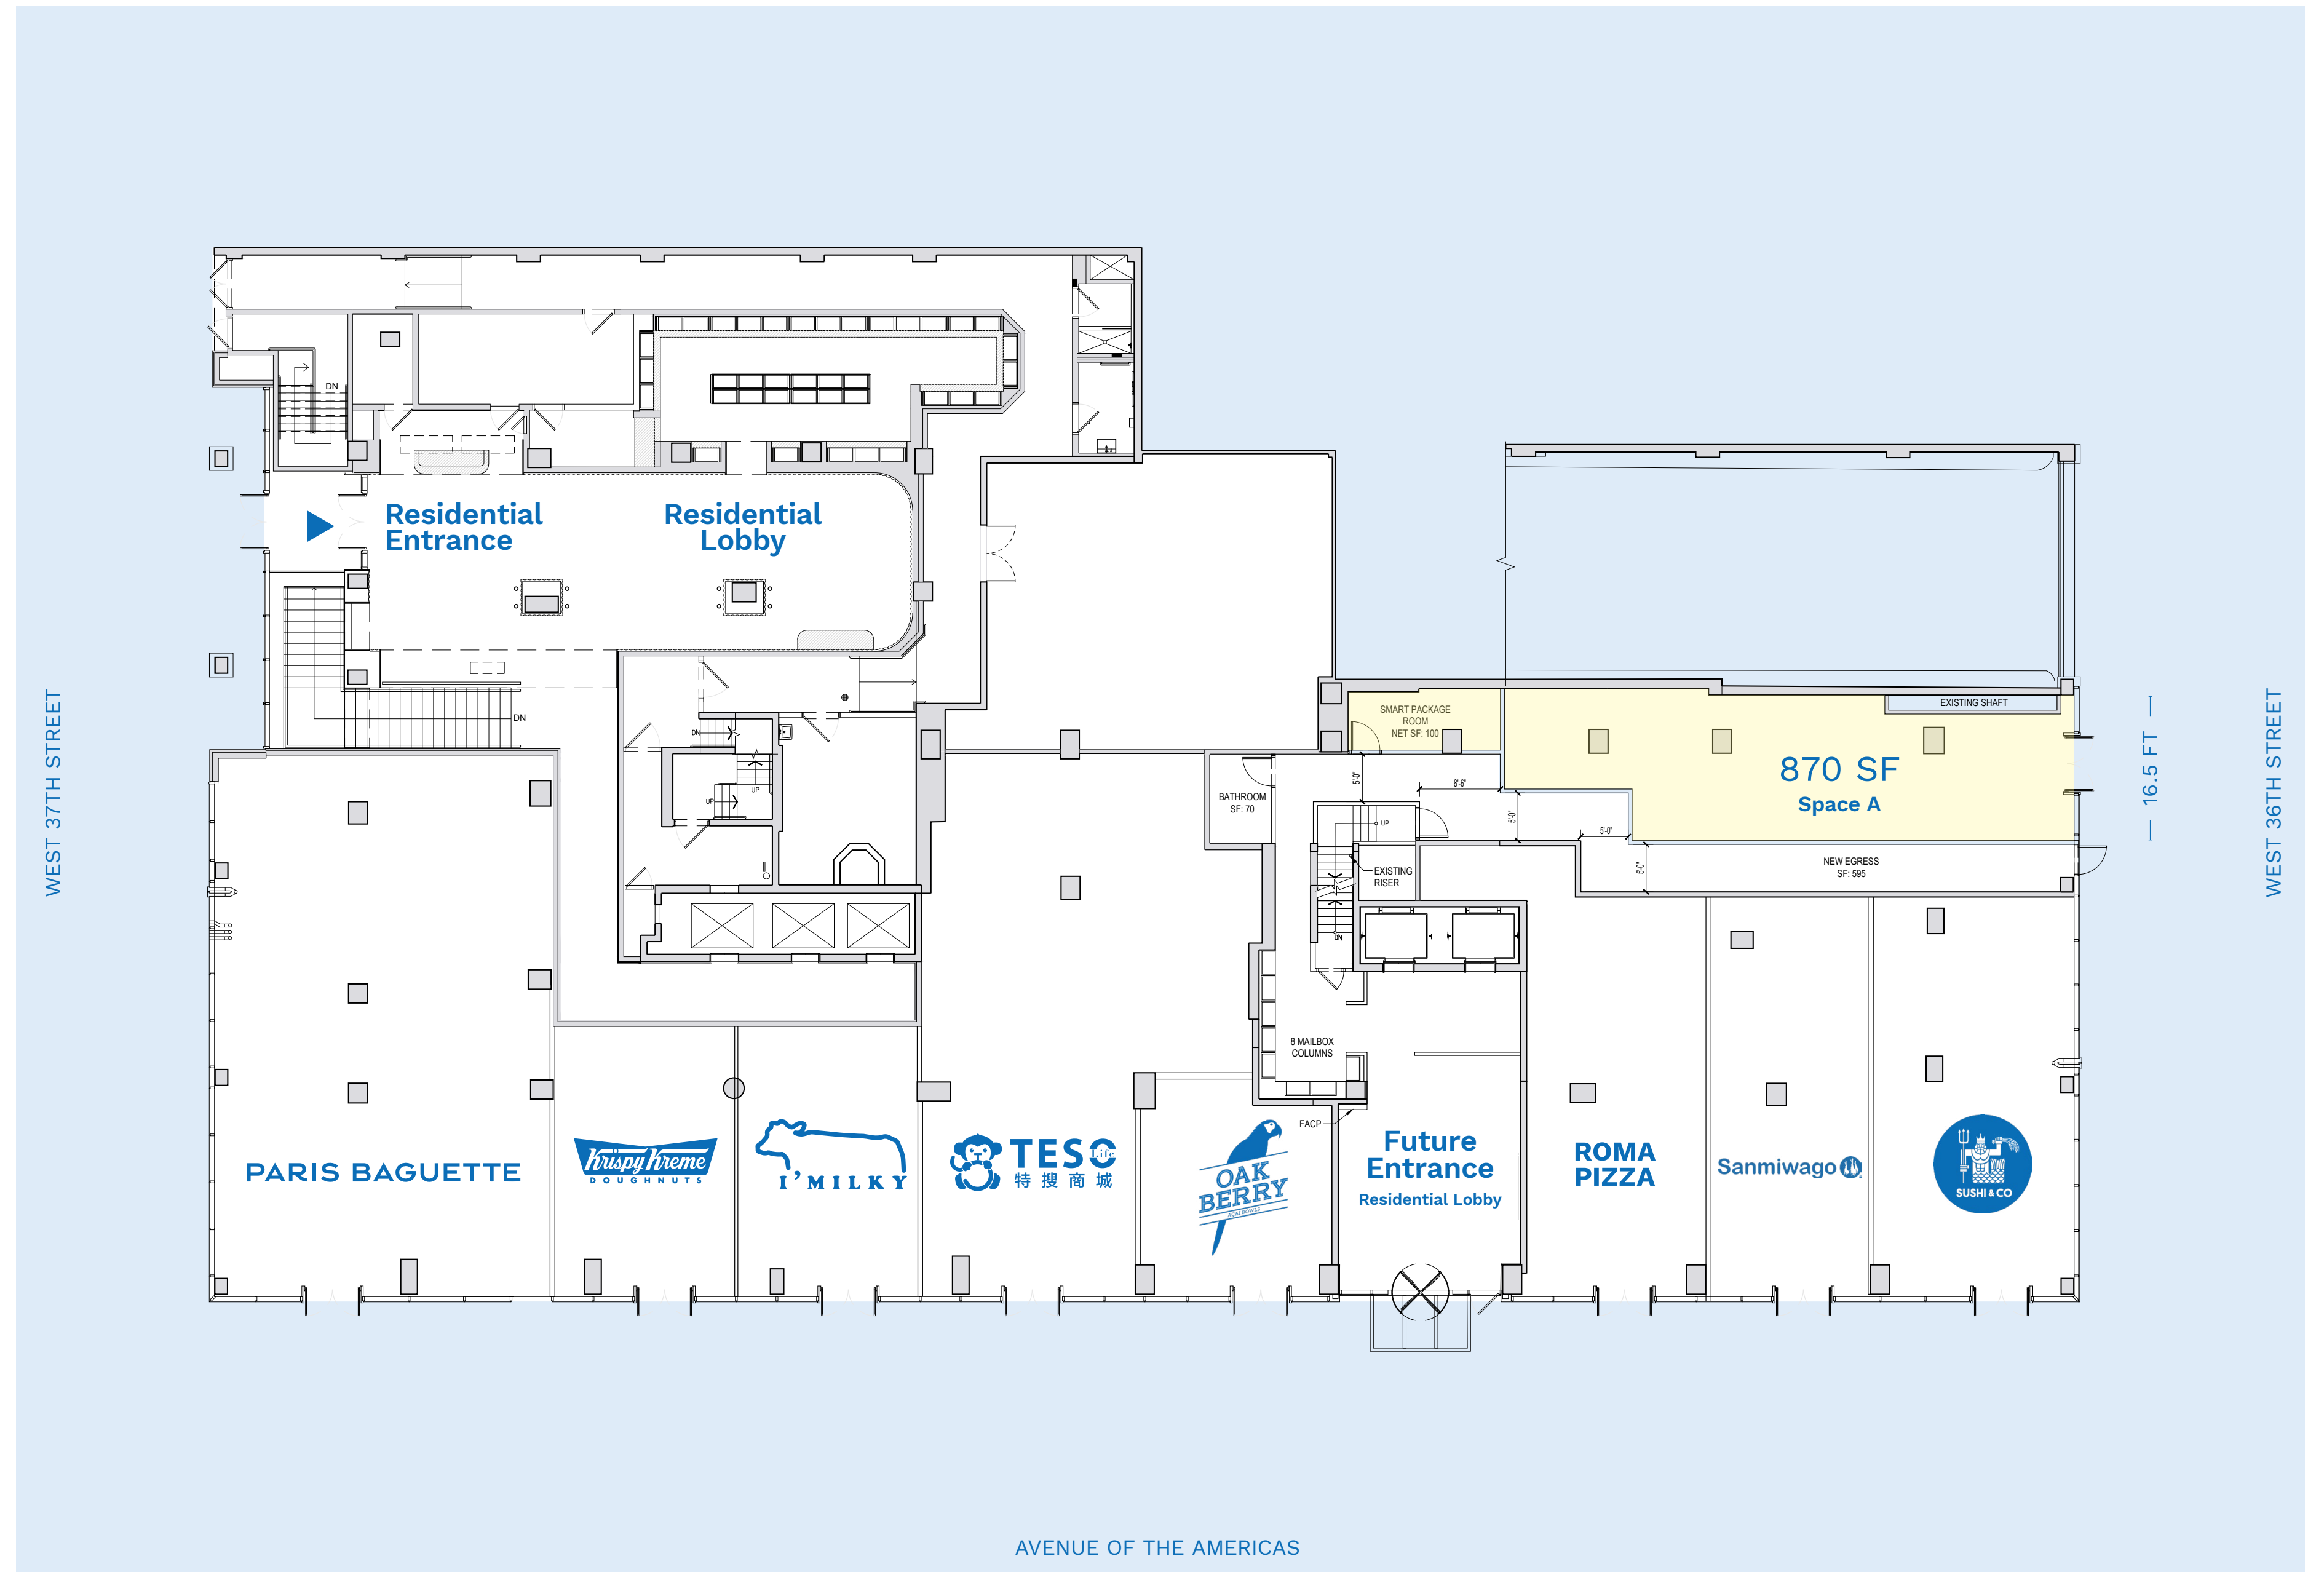 DN
Residential
Entrance
Residential
Lobby
DN
DN
UP
UP
SMART PACKAGE
ROOM
NET SF: 100
EXISTING SHAFT
870 SF
Space A
16.5 FT
WEST 37TH STREET
WEST 36TH STREET
BATHROOM
SF: 70
5'-0"
8'-6"
5'-0"
5'-0"
5'-0"
UP
EXISTING
RISER
DN
NEW EGRESS
SF: 595
8 MAILBOX
COLUMNS
FACP
PARIS BAGUETTE
Krispy Kreme
DOUGHNUTS
I'MILKY
TESO
Life
特搜商城
OAK
BERRY
AÇAÍ BOWLS
Future
Entrance
Residential Lobby
ROMA
PIZZA
Sanmiwago
SUSHI & CO
AVENUE OF THE AMERICAS